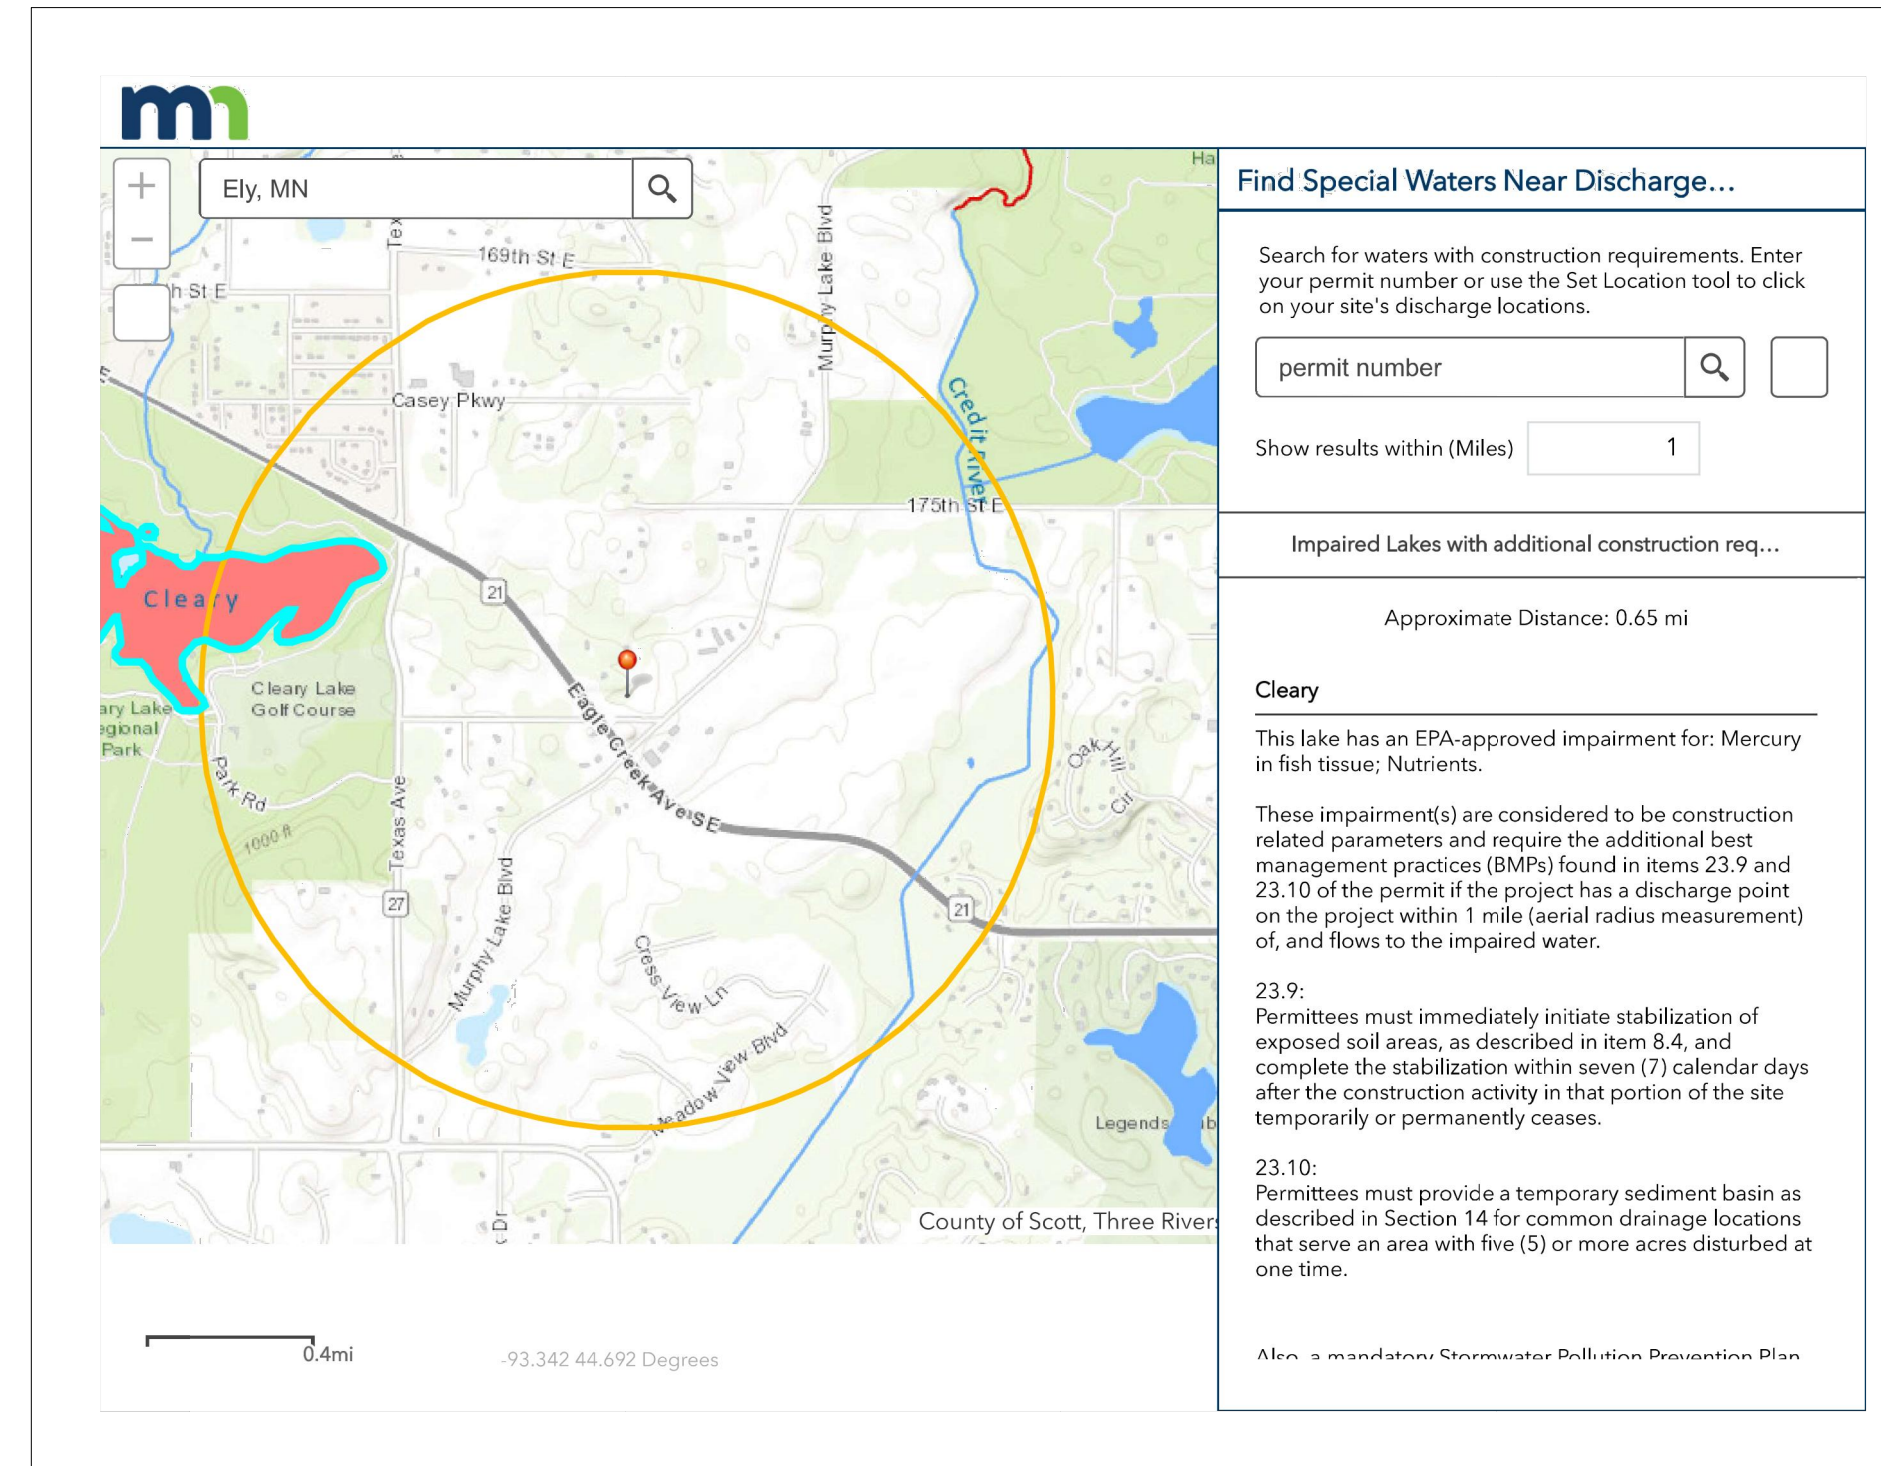 mn
Ely, MN
Find Special Waters Near Discharge...
Search for waters with construction requirements. Enter
your permit number or use the Set Location tool to click
on your site's discharge locations.
permit number
Show results within (Miles)
1
Impaired Lakes with additional construction req...
Approximate Distance: 0.65 mi
Cleary
This lake has an EPA-approved impairment for: Mercury
in fish tissue; Nutrients.
These impairment(s) are considered to be construction
related parameters and require the additional best
management practices (BMPs) found in items 23.9 and
23.10 of the permit if the project has a discharge point
on the project within 1 mile (aerial radius measurement)
of, and flows to the impaired water.
23.9:
Permittees must immediately initiate stabilization of
exposed soil areas, as described in item 8.4, and
complete the stabilization within seven (7) calendar days
after the construction activity in that portion of the site
temporarily or permanently ceases.
23.10:
Permittees must provide a temporary sediment basin as
described in Section 14 for common drainage locations
that serve an area with five (5) or more acres disturbed at
one time.
Also, a mandatory Stormwater Pollution Prevention Plan
Ha
Tex
169th St E
h St E
Murphy Lake Blvd
Casey Pkwy
Credit River
175th St E
21
Cleary
Cleary Lake
Golf Course
ary Lake
egional
Park
Park Rd
1000 ft
Eagle Creek Ave SE
Oak Hill
Cir
Texas Ave
27
Murphy Lake Blvd
21
Cress View Ln
Meadow View Blvd
Legends
ub
Dr
County of Scott, Three Rivers
0.4mi
-93.342 44.692 Degrees